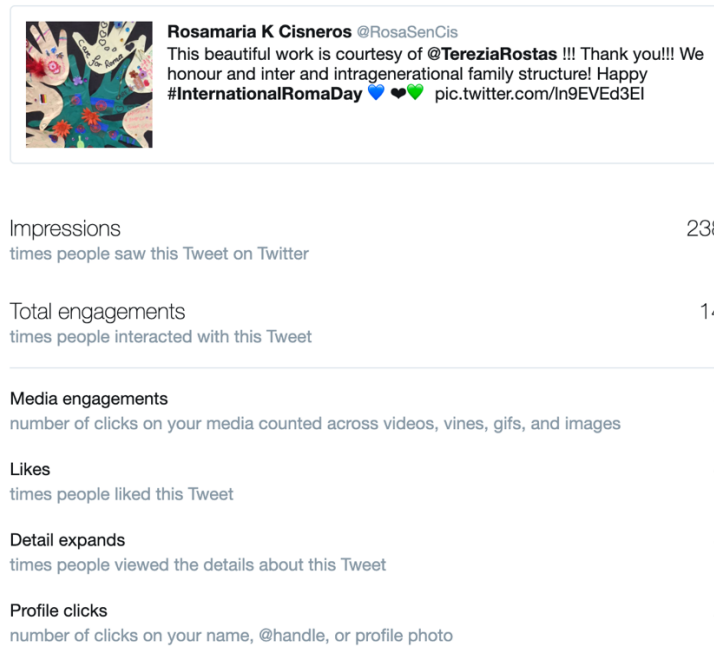 Rosamaria K Cisneros @RosaSenCis
This beautiful work is courtesy of @TereziaRostas !!! Thank you!!! We
honour and inter and intragenerational family structure! Happy
#InternationalRomaDay 💙 ❤💚 pic.twitter.com/ln9EVEd3EI
Care for Roma
Impressions
times people saw this Tweet on Twitter
Total engagements
times people interacted with this Tweet
Media engagements
number of clicks on your media counted across videos, vines, gifs, and images
Likes
times people liked this Tweet
Detail expands
times people viewed the details about this Tweet
Profile clicks
number of clicks on your name, @handle, or profile photo